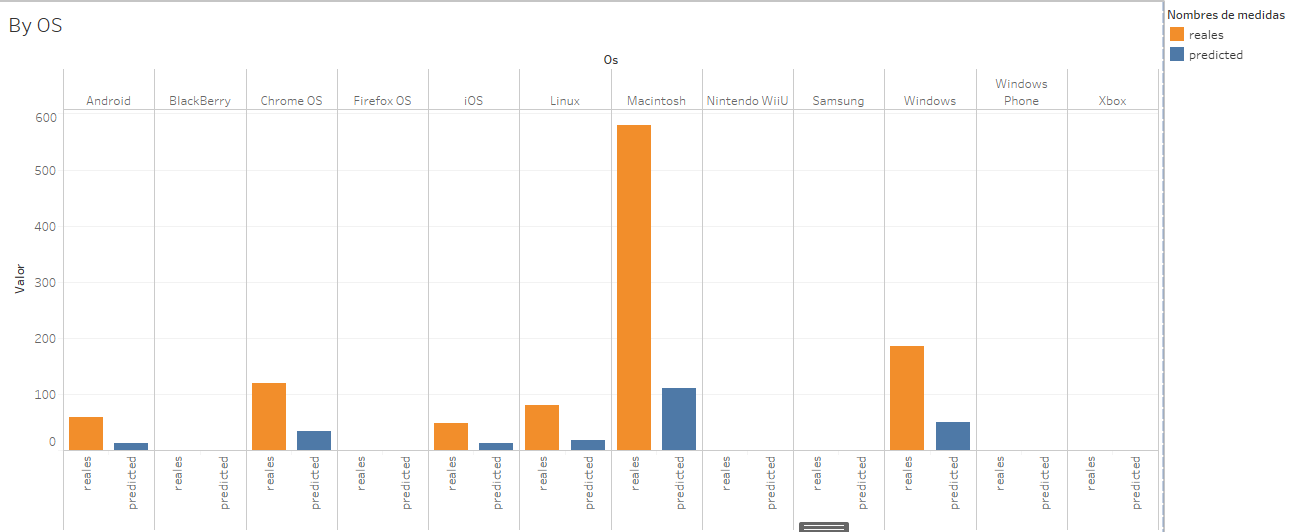 By OS
Nombres de medidas
reales
predicted
Os
Android BlackBerry Chrome OS Firefox OS iOS Linux Macintosh Nintendo WiiU Samsung Windows Windows Phone Xbox
600
500
400
300
200
100
0
Valor
reales predicted reales predicted reales predicted reales predicted reales predicted reales predicted reales predicted reales predicted reales predicted reales predicted reales predicted reales predicted